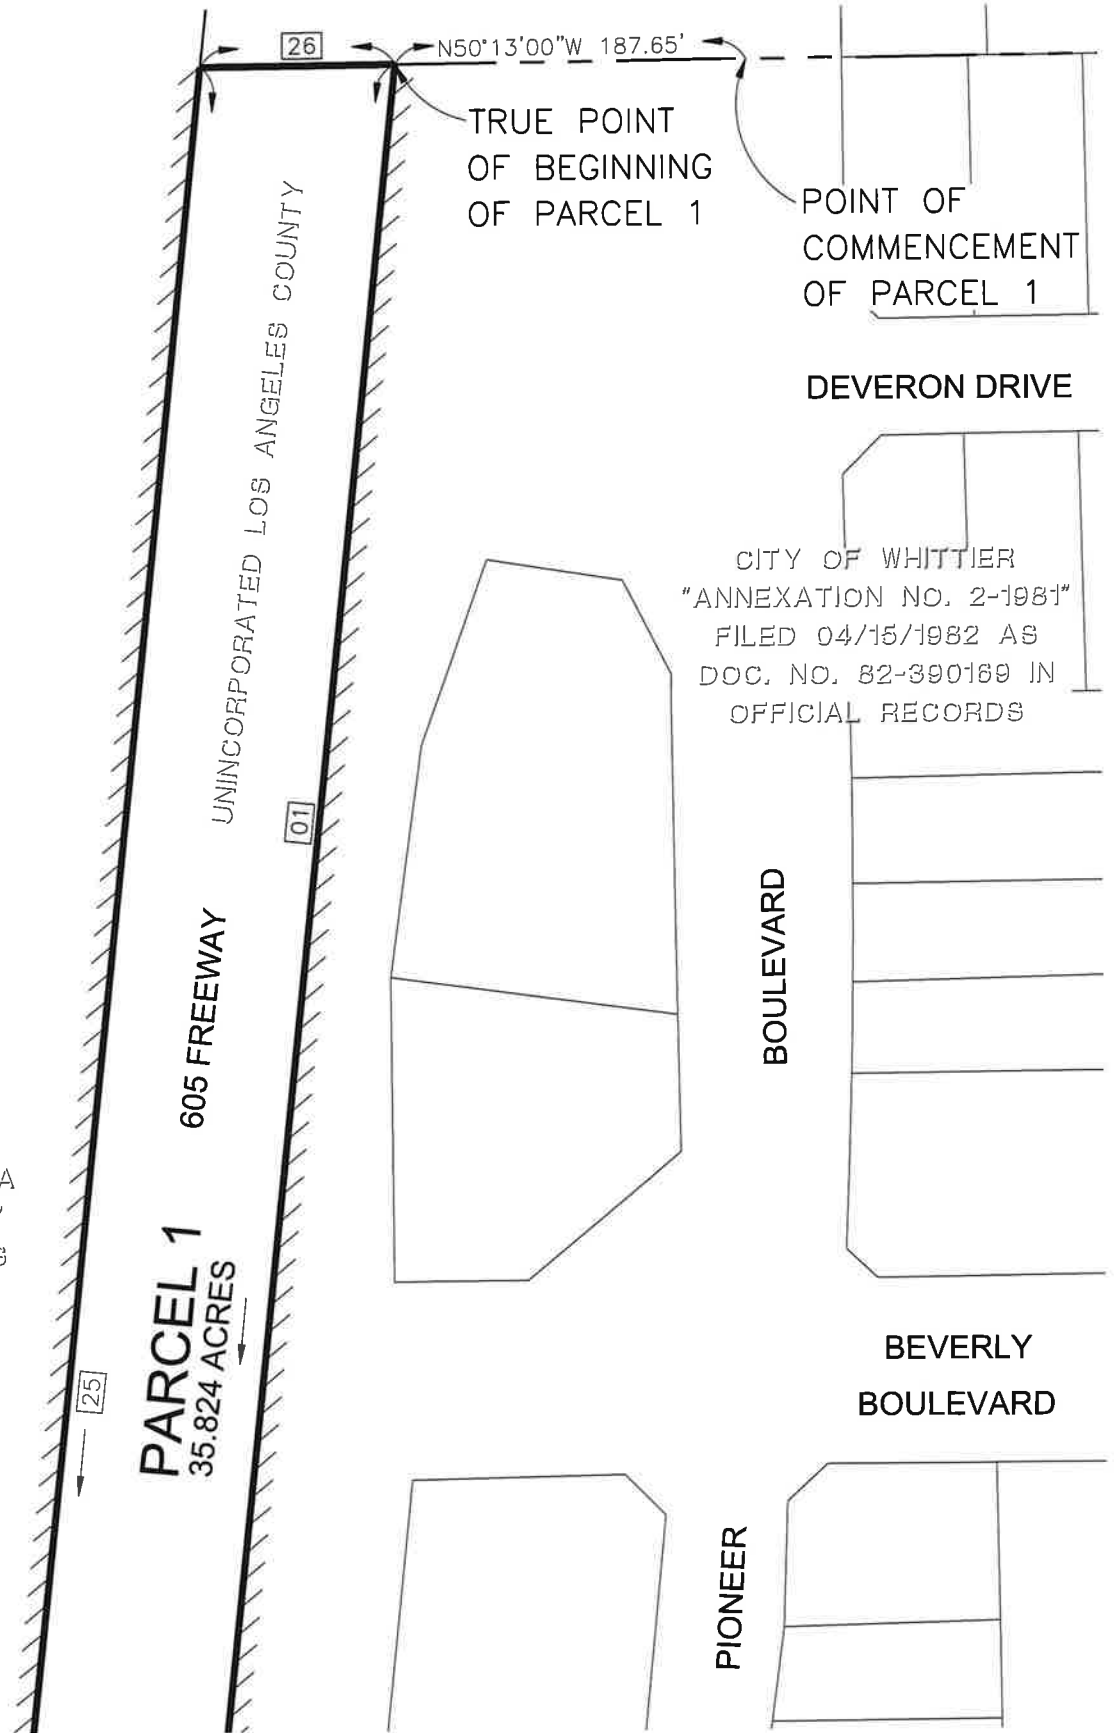 26
N50°13'00"W 187.65'
TRUE POINT
OF BEGINNING
OF PARCEL 1
POINT OF
COMMENCEMENT
OF PARCEL 1
DEVERON DRIVE
UNINCORPORATED LOS ANGELES COUNTY
CITY OF WHITTIER
"ANNEXATION NO. 2-1981"
FILED 04/15/1982 AS
DOC. NO. 82-390169 IN
OFFICIAL RECORDS
01
605 FREEWAY
BOULEVARD
A
PARCEL 1
35.824 ACRES
25
BEVERLY
BOULEVARD
PIONEER